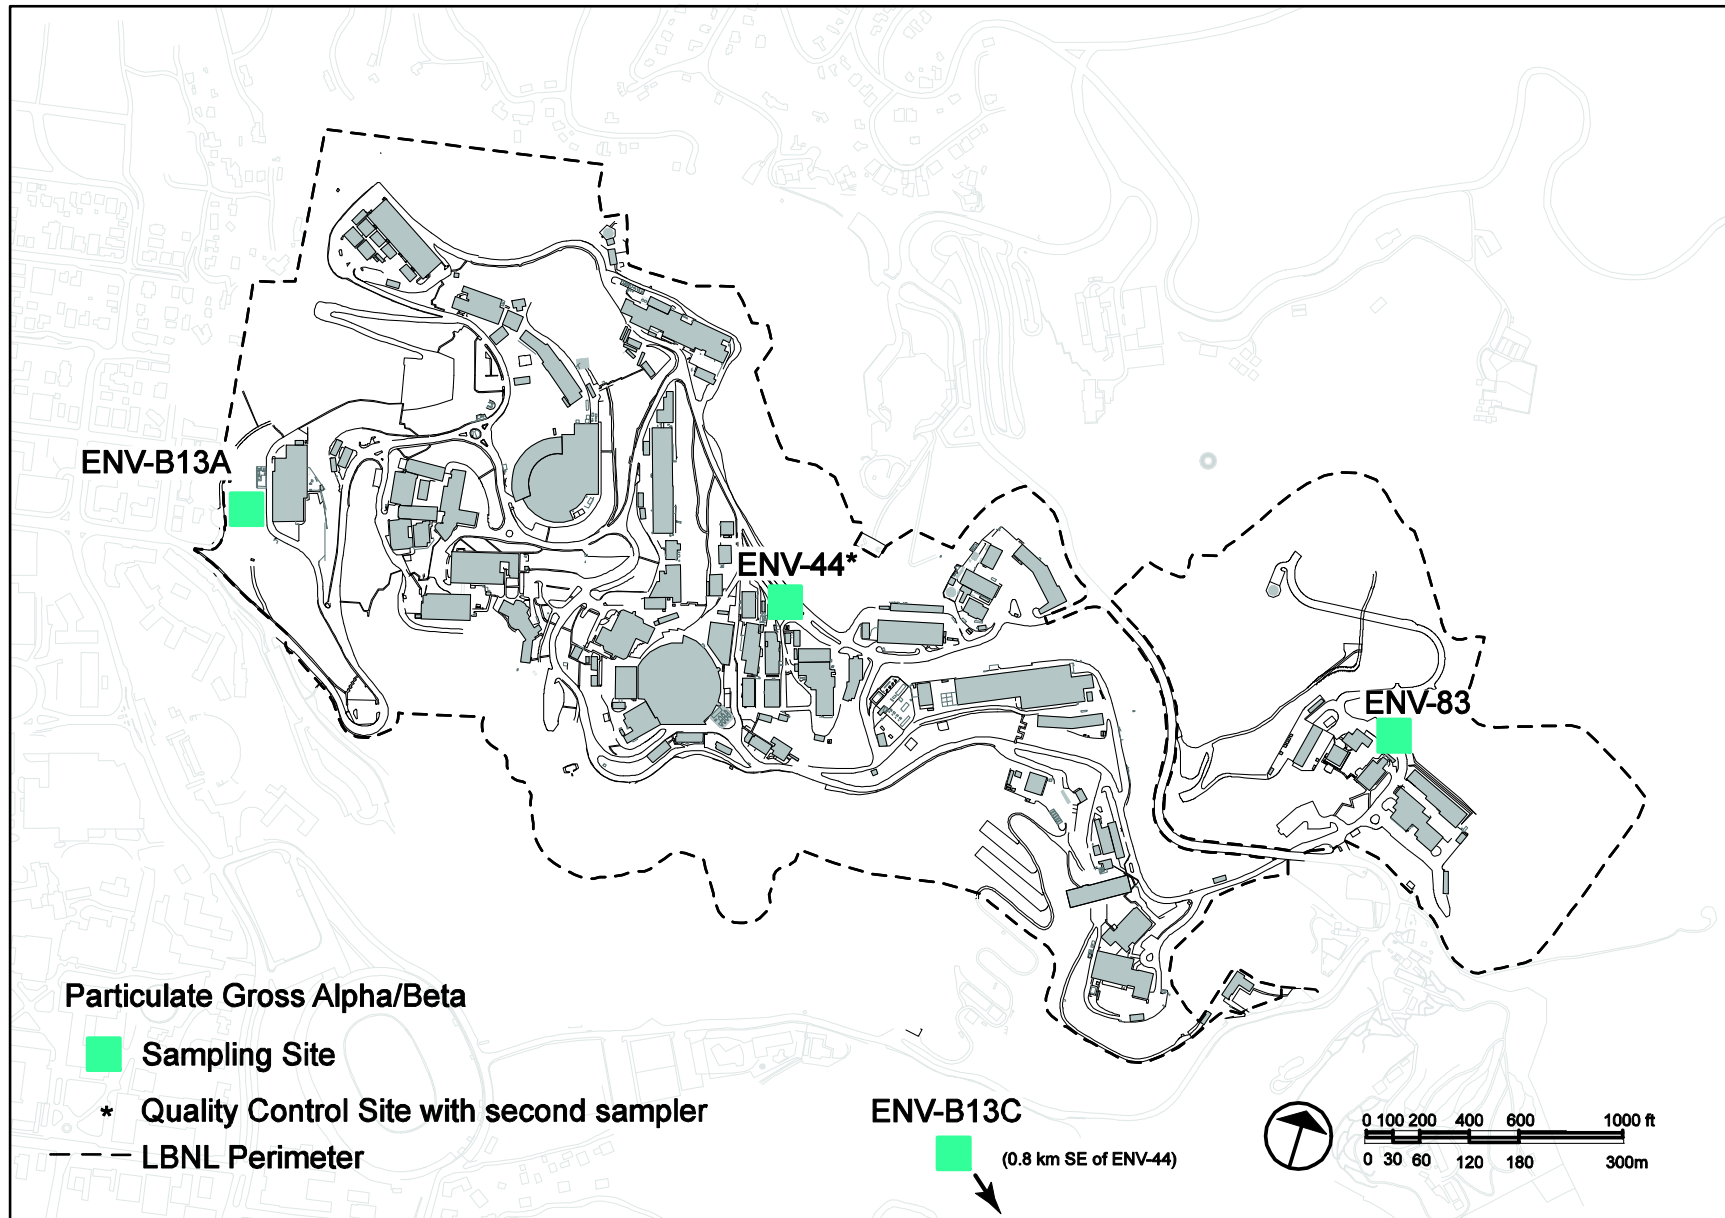 ENV-B13A
ENV-44*
ENV-83
Particulate Gross Alpha/Beta
Sampling Site
* Quality Control Site with second sampler
LBNL Perimeter
ENV-B13C
(0.8 km SE of ENV-44)
0 100 200 400 600 1000 ft
0 30 60 120 180 300m